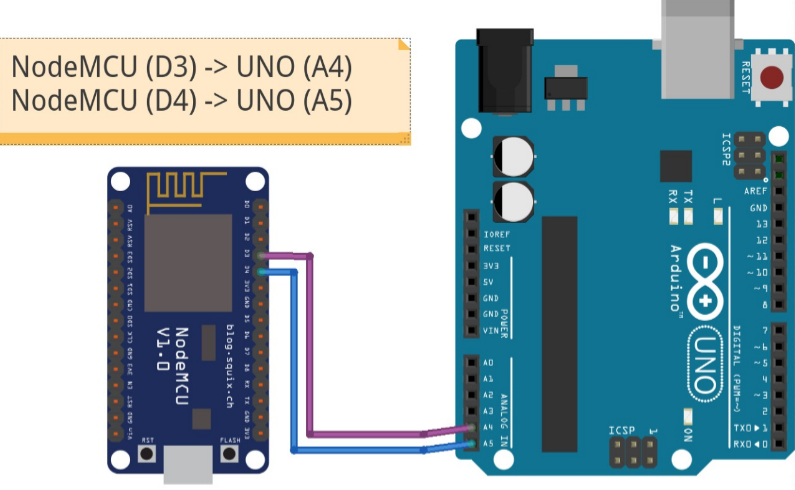 NodeMCU (D3) -> UNO (A4)
NodeMCU (D4) -> UNO (A5)
A0
RSV
RSV
SD3
SD2
SD1
CMD
SD0
CLK
GND
3V3
EN
RST
GND
Vin
D0
D1
D2
D3
D4
3V3
GND
D5
D6
D7
D8
RX
TX
GND
3V3
NodeMCU
V1.0
blog.squix.ch
RST
FLASH
RESET
ICSP2
IOREF
RESET
3V3
5V
GND
GND
VIN
POWER
A0
A1
A2
A3
A4
A5
ANALOG IN
AREF
GND
13
12
~11
~10
~9
8
7
~6
~5
4
~3
2
TX0▶1
RX0◀0
DIGITAL (PWM=~)
RX
TX
L
Arduino™
UNO
ON
ICSP
1